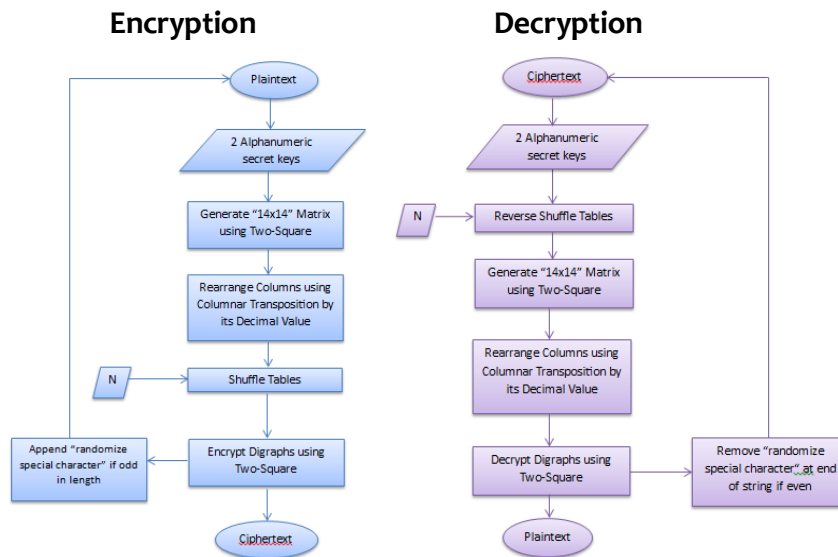 Encryption
Plaintext
2 Alphanumeric
secret keys
Generate “14x14” Matrix
using Two-Square
Rearrange Columns using
Columnar Transposition by
its Decimal Value
N
Shuffle Tables
Append “randomize
special character” if odd
in length
Encrypt Digraphs using
Two-Square
Ciphertext
Decryption
Ciphertext
2 Alphanumeric
secret keys
N
Reverse Shuffle Tables
Generate “14x14” Matrix
using Two-Square
Rearrange Columns using
Columnar Transposition by
its Decimal Value
Decrypt Digraphs using
Two-Square
Remove “randomize
special character“ at end
of string if even
Plaintext